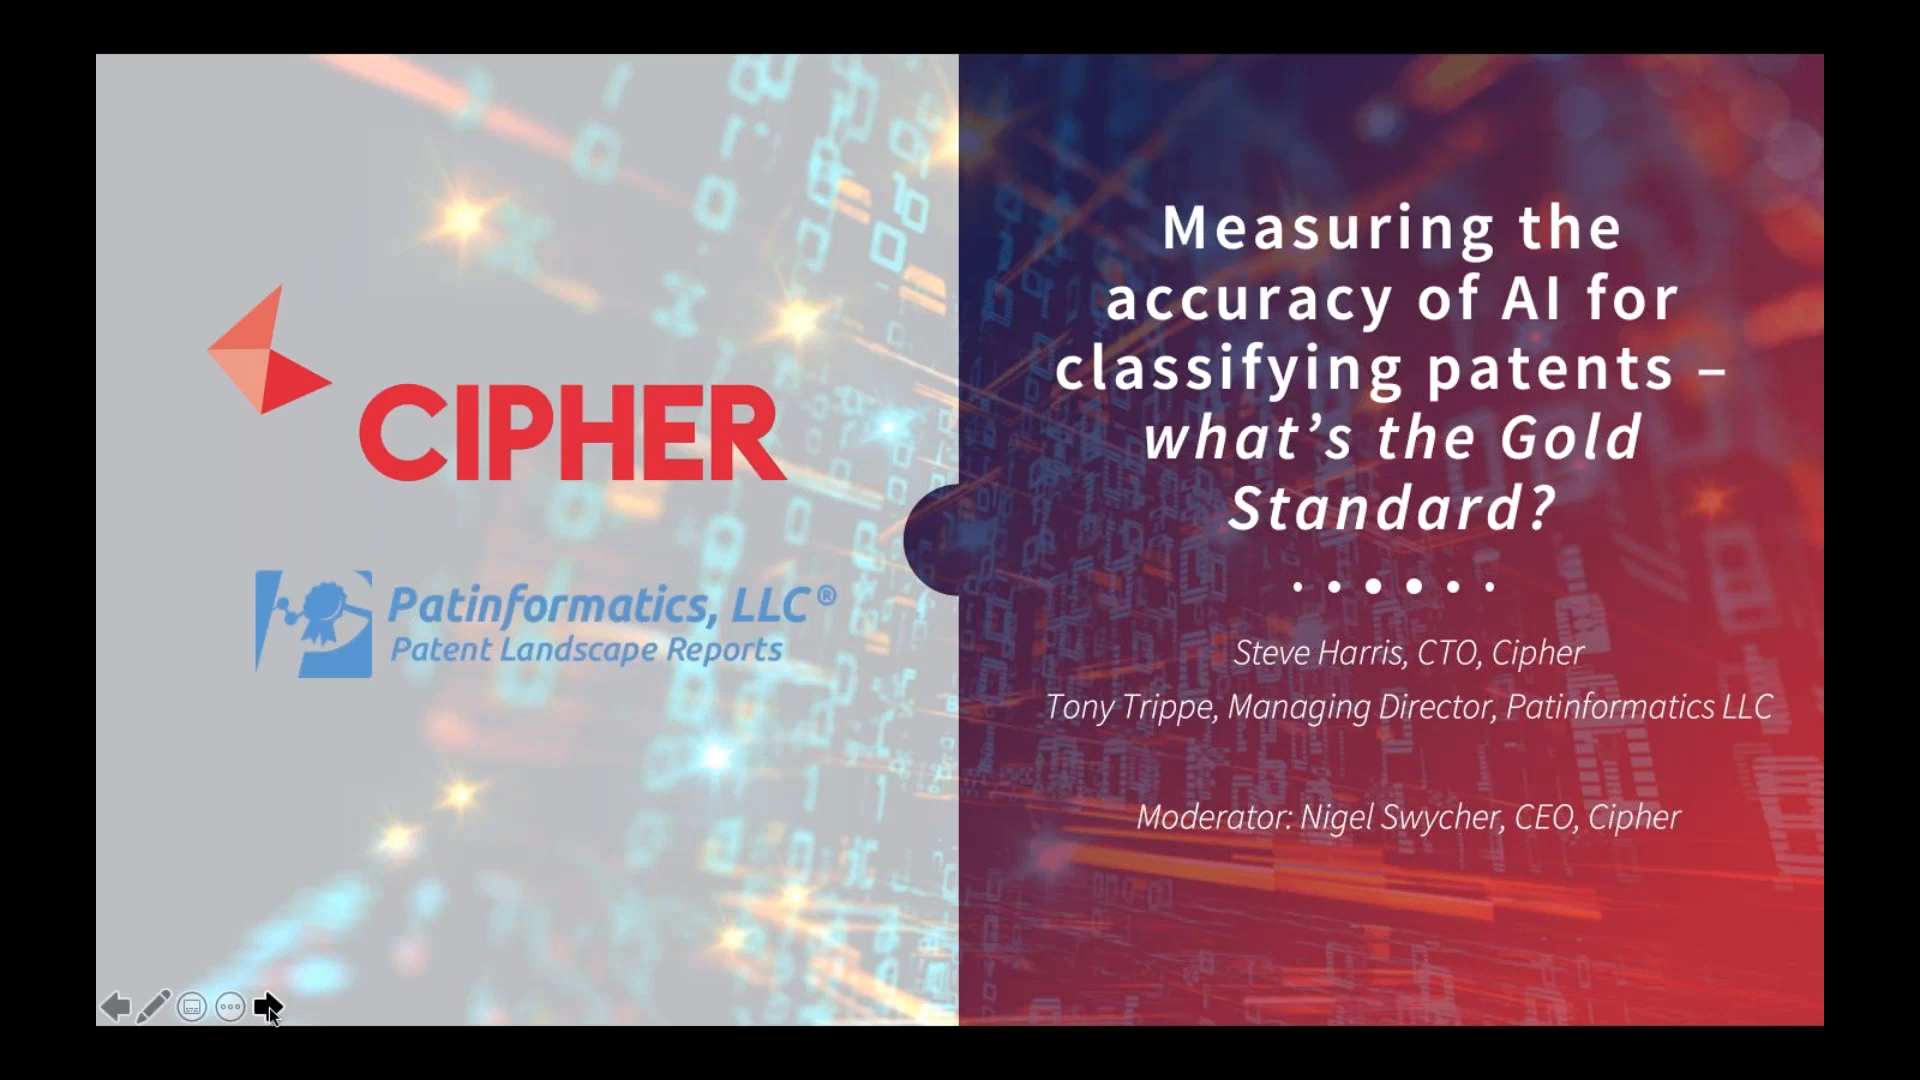 CIPHER
Patinformatics, LLC®
Patent Landscape Reports
Measuring the
accuracy of AI for
classifying patents –
what’s the Gold
Standard?
Steve Harris, CTO, Cipher
Tony Trippe, Managing Director, Patinformatics LLC
Moderator: Nigel Swycher, CEO, Cipher